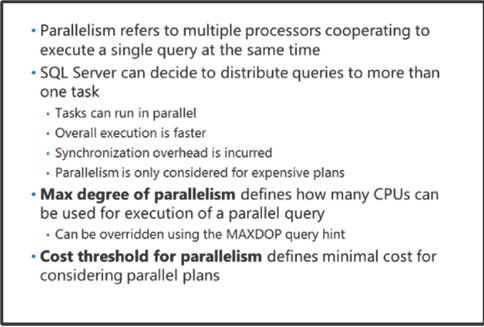 • Parallelism refers to multiple processors cooperating to
execute a single query at the same time
• SQL Server can decide to distribute queries to more than
one task
• Tasks can run in parallel
• Overall execution is faster
• Synchronization overhead is incurred
• Parallelism is only considered for expensive plans
• Max degree of parallelism defines how many CPUs can
be used for execution of a parallel query
• Can be overridden using the MAXDOP query hint
• Cost threshold for parallelism defines minimal cost for
considering parallel plans